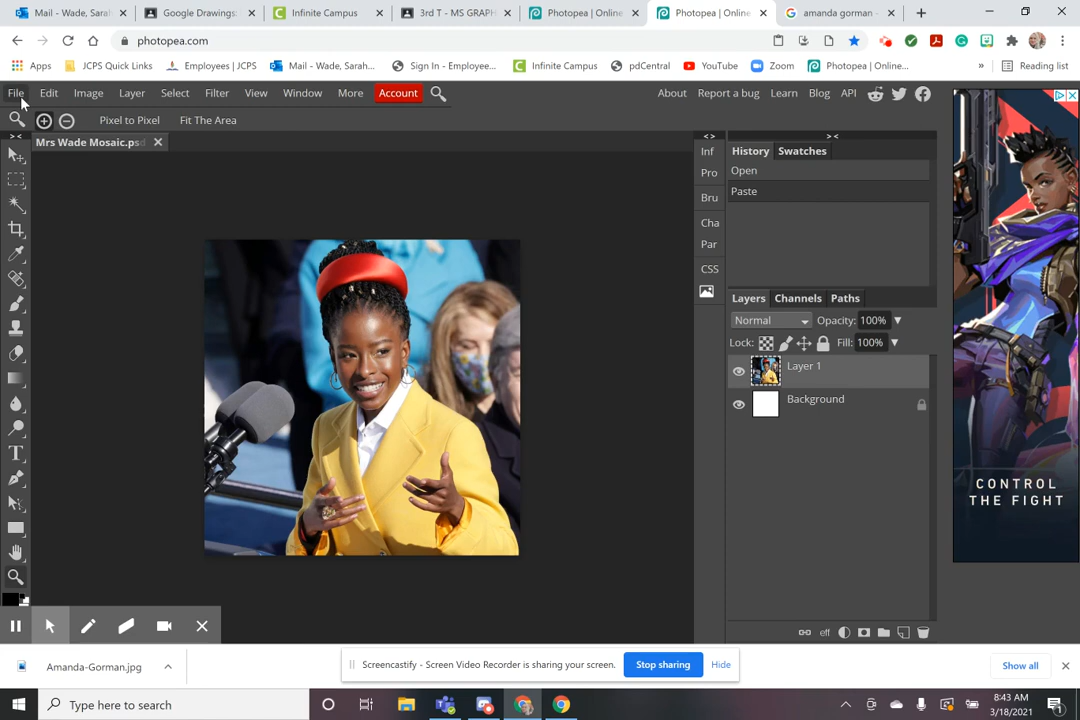 Mail - Wade, Sarah
Google Drawings:
Infinite Campus
3rd T - MS GRAPH
Photopea | Online
Photopea | Online
amanda gorman -
photopea.com
Apps
JCPS Quick Links
Employees | JCPS
Mail - Wade, Sarah...
Sign In - Employee...
Infinite Campus
pdCentral
YouTube
Zoom
Photopea | Online...
»
Reading list
File
Edit
Image
Layer
Select
Filter
View
Window
More
Account
About
Report a bug
Learn
Blog
API
Pixel to Pixel
Fit The Area
Mrs Wade Mosaic.psd
Inf
Pro
Bru
Cha
Par
CSS
History
Swatches
Open
Paste
Layers
Channels
Paths
Normal
Opacity: 100%
Lock:
Fill: 100%
Layer 1
Background
eff
CONTROL
THE FIGHT
Amanda-Gorman.jpg
Screencastify - Screen Video Recorder is sharing your screen.
Stop sharing
Hide
Show all
Type here to search
8:43 AM
3/18/2021